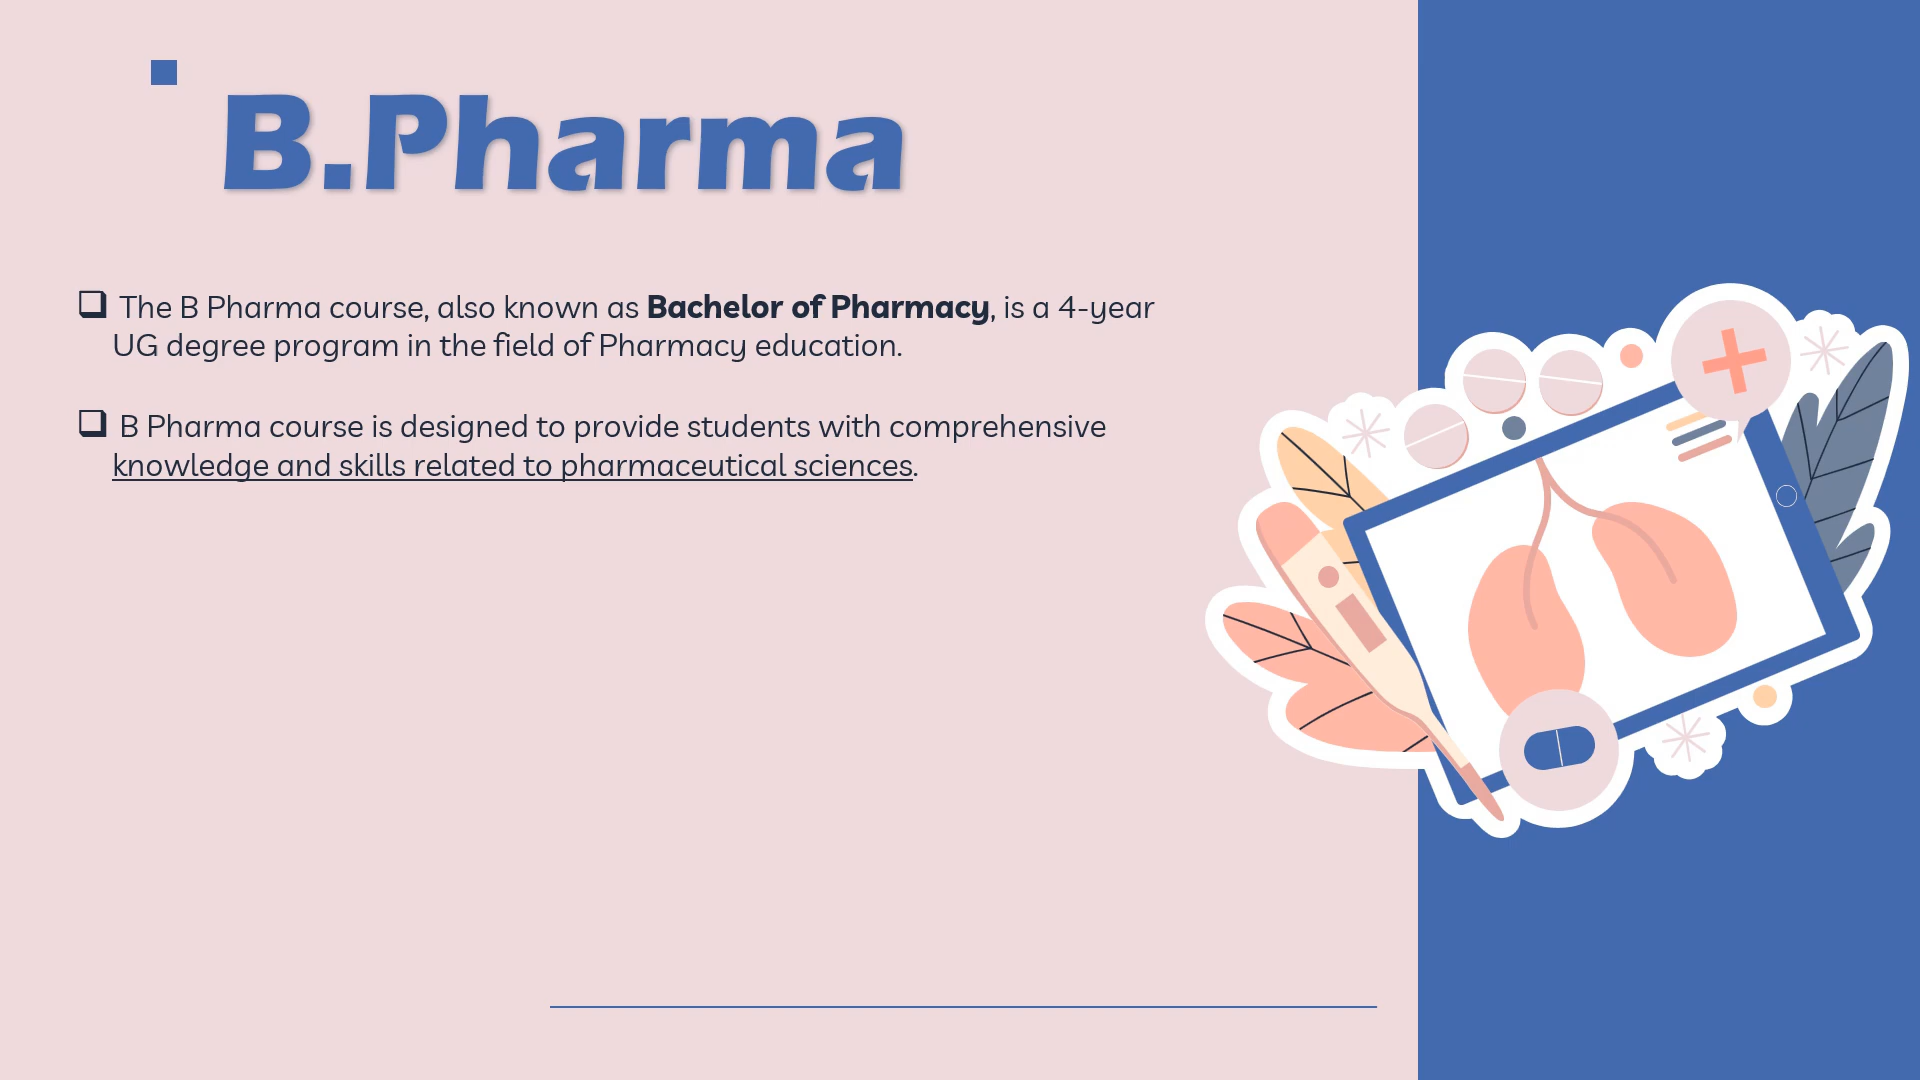 B.Pharma
❑ The B Pharma course, also known as Bachelor of Pharmacy, is a 4-year
UG degree program in the field of Pharmacy education.
❑ B Pharma course is designed to provide students with comprehensive
knowledge and skills related to pharmaceutical sciences.